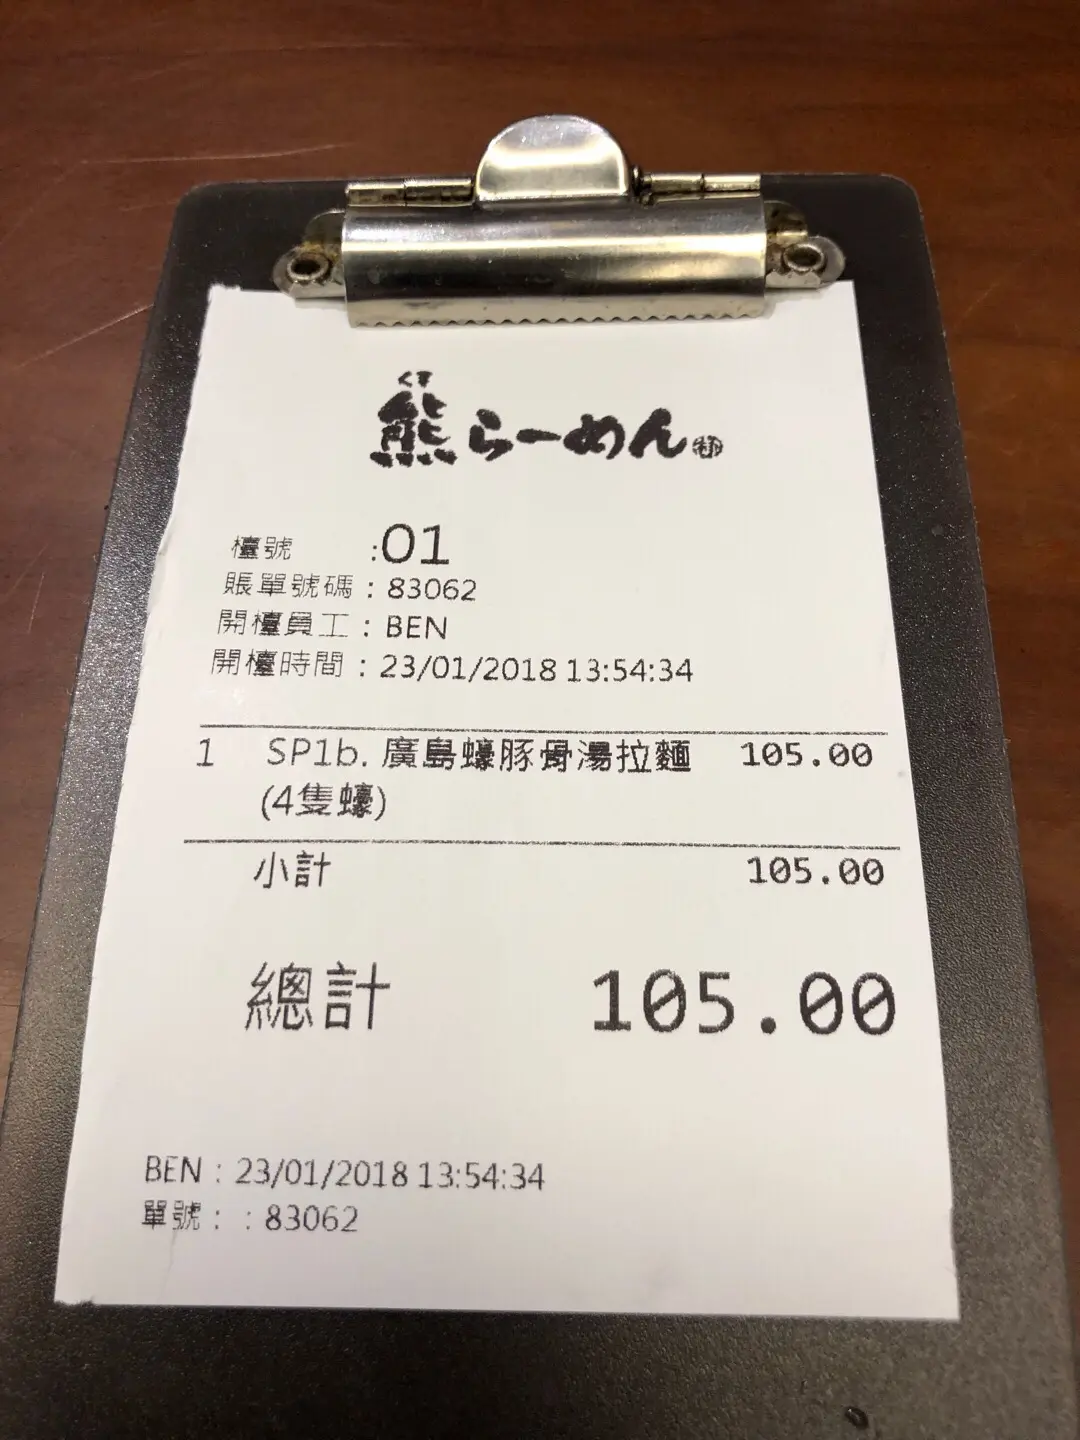 くま
熊らーめん
檯號 :01
賬單號碼：83062
開檯員工：BEN
開檯時間：23/01/2018 13:54:34
1 SP1b. 廣島蠔豚骨湯拉麵 105.00
(4隻蠔)
小計 105.00
總計 105.00
BEN：23/01/2018 13:54:34
單號：：83062